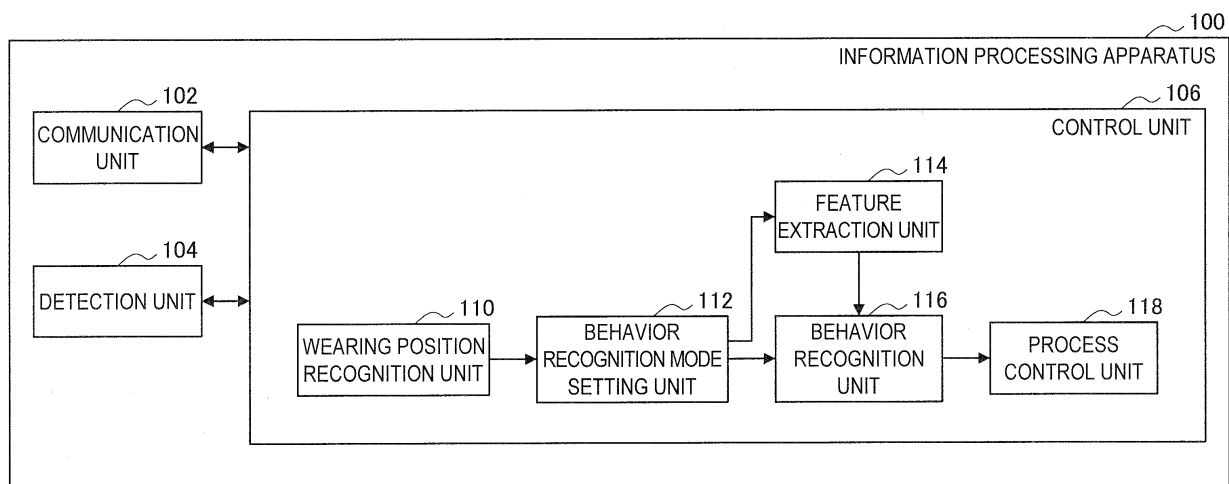 100
INFORMATION PROCESSING APPARATUS
102
COMMUNICATION
UNIT
106
CONTROL UNIT
114
FEATURE
EXTRACTION UNIT
104
DETECTION UNIT
110
WEARING POSITION
RECOGNITION UNIT
112
BEHAVIOR
RECOGNITION MODE
SETTING UNIT
116
BEHAVIOR
RECOGNITION
UNIT
118
PROCESS
CONTROL UNIT